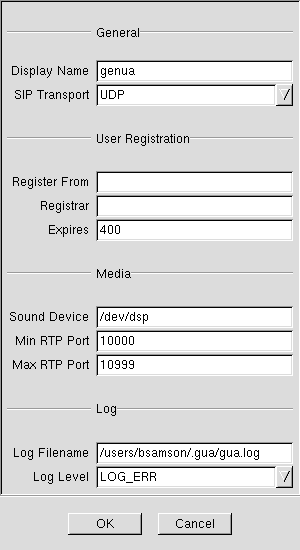 General
Display Name genua
SIP Transport UDP
User Registration
Register From
Registrar
Expires 400
Media
Sound Device /dev/dsp
Min RTP Port 10000
Max RTP Port 10999
Log
Log Filename /users/bsamson/.gua/gua.log
Log Level LOG_ERR
OK Cancel